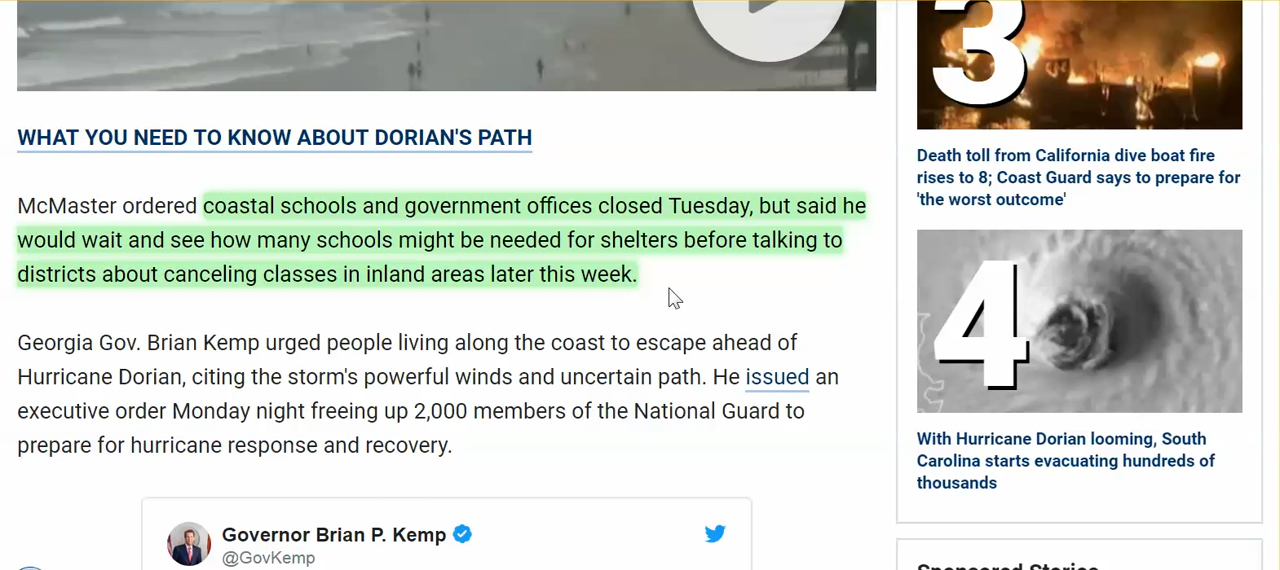 WHAT YOU NEED TO KNOW ABOUT DORIAN'S PATH
McMaster ordered coastal schools and government offices closed Tuesday, but said he
would wait and see how many schools might be needed for shelters before talking to
districts about canceling classes in inland areas later this week.
Georgia Gov. Brian Kemp urged people living along the coast to escape ahead of
Hurricane Dorian, citing the storm's powerful winds and uncertain path. He issued an
executive order Monday night freeing up 2,000 members of the National Guard to
prepare for hurricane response and recovery.
Governor Brian P. Kemp
@GovKemp
3
Death toll from California dive boat fire
rises to 8; Coast Guard says to prepare for
'the worst outcome'
4
With Hurricane Dorian looming, South
Carolina starts evacuating hundreds of
thousands
Sponsored Stories